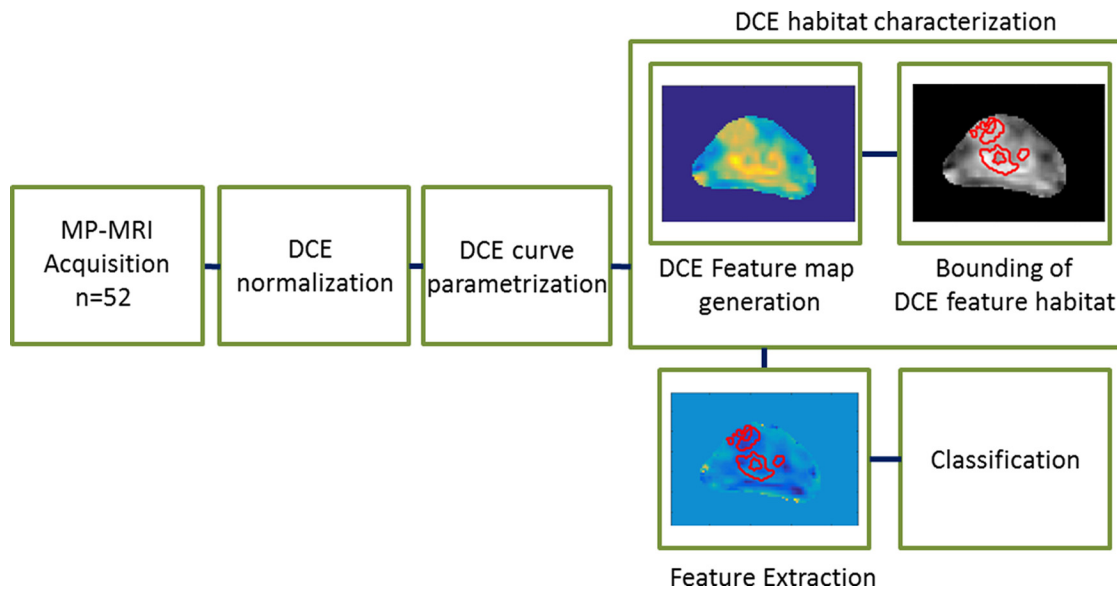 DCE habitat characterization
MP-MRI
Acquisition
n=52
DCE
normalization
DCE curve
parametrization
DCE Feature map
generation
Bounding of
DCE feature habitat
Feature Extraction
Classification